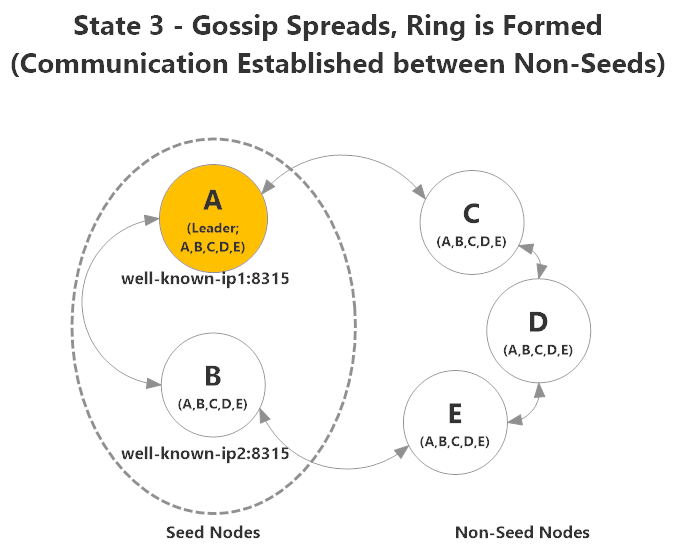 State 3 - Gossip Spreads, Ring is Formed
(Communication Established between Non-Seeds)
A
(Leader;
A,B,C,D,E)
well-known-ip1:8315
C
(A,B,C,D,E)
D
(A,B,C,D,E)
B
(A,B,C,D,E)
well-known-ip2:8315
E
(A,B,C,D,E)
Seed Nodes
Non-Seed Nodes